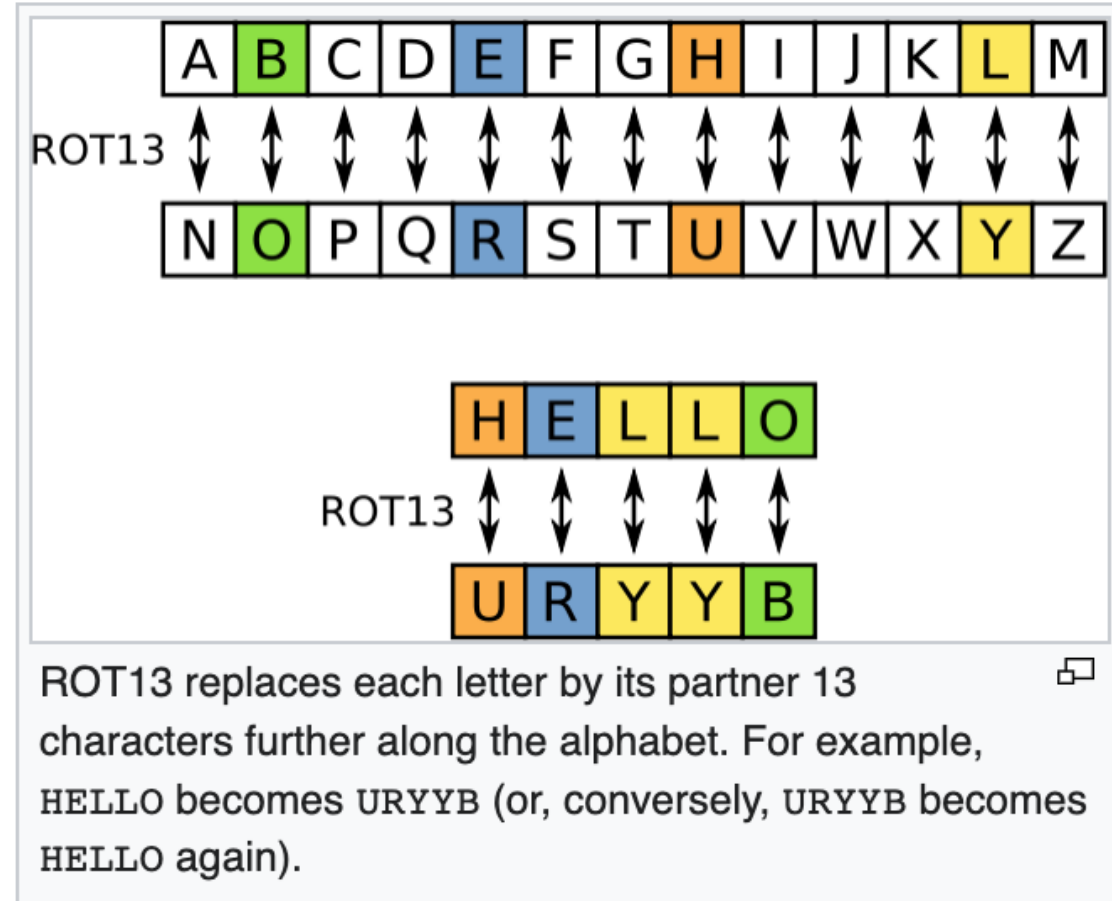 A B C D E F G H I J K L M
ROT13
N O P Q R S T U V W X Y Z
H E L L O
ROT13
U R Y Y B
ROT13 replaces each letter by its partner 13
characters further along the alphabet. For example,
HELLO becomes URYYB (or, conversely, URYYB becomes
HELLO again).